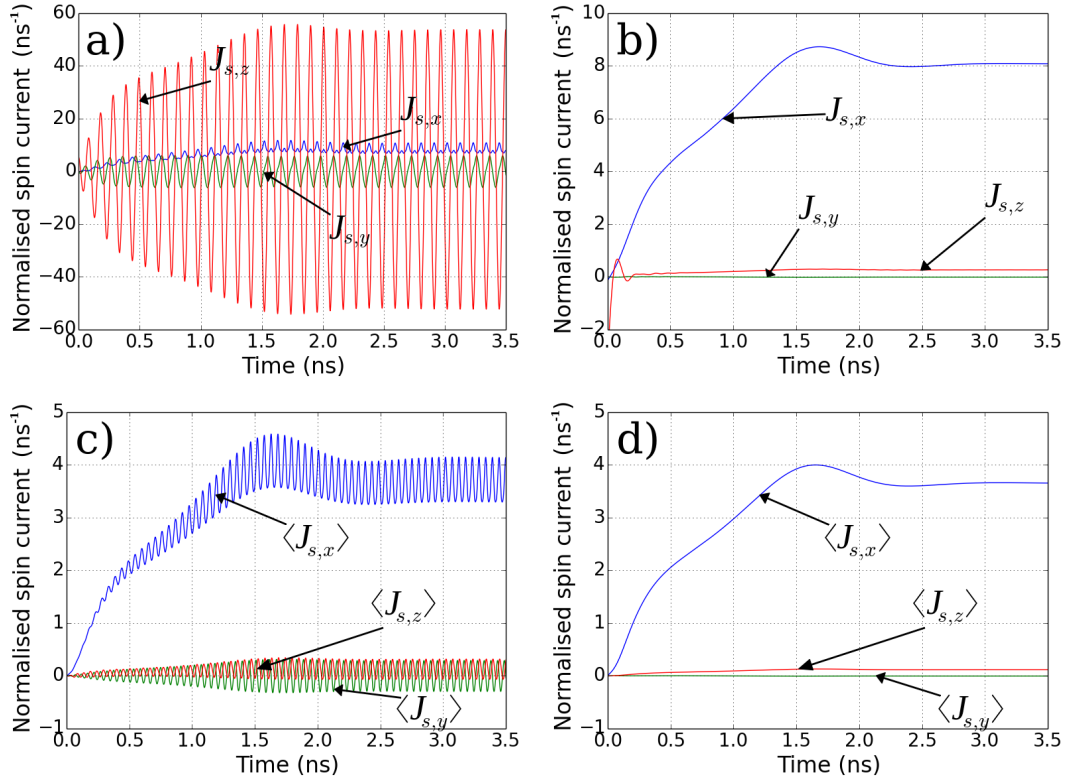 a)
Normalised spin current (ns⁻¹)
60
40
20
0
−20
−40
−60
J_{s,z}
J_{s,x}
J_{s,y}
0.0 0.5 1.0 1.5 2.0 2.5 3.0 3.5
Time (ns)
b)
Normalised spin current (ns⁻¹)
10
8
6
4
2
0
−2
J_{s,x}
J_{s,y}
J_{s,z}
0.0 0.5 1.0 1.5 2.0 2.5 3.0 3.5
Time (ns)
c)
Normalised spin current (ns⁻¹)
5
4
3
2
1
0
−1
⟨J_{s,x}⟩
⟨J_{s,z}⟩
⟨J_{s,y}⟩
0.0 0.5 1.0 1.5 2.0 2.5 3.0 3.5
Time (ns)
d)
Normalised spin current (ns⁻¹)
5
4
3
2
1
0
−1
⟨J_{s,x}⟩
⟨J_{s,z}⟩
⟨J_{s,y}⟩
0.0 0.5 1.0 1.5 2.0 2.5 3.0 3.5
Time (ns)